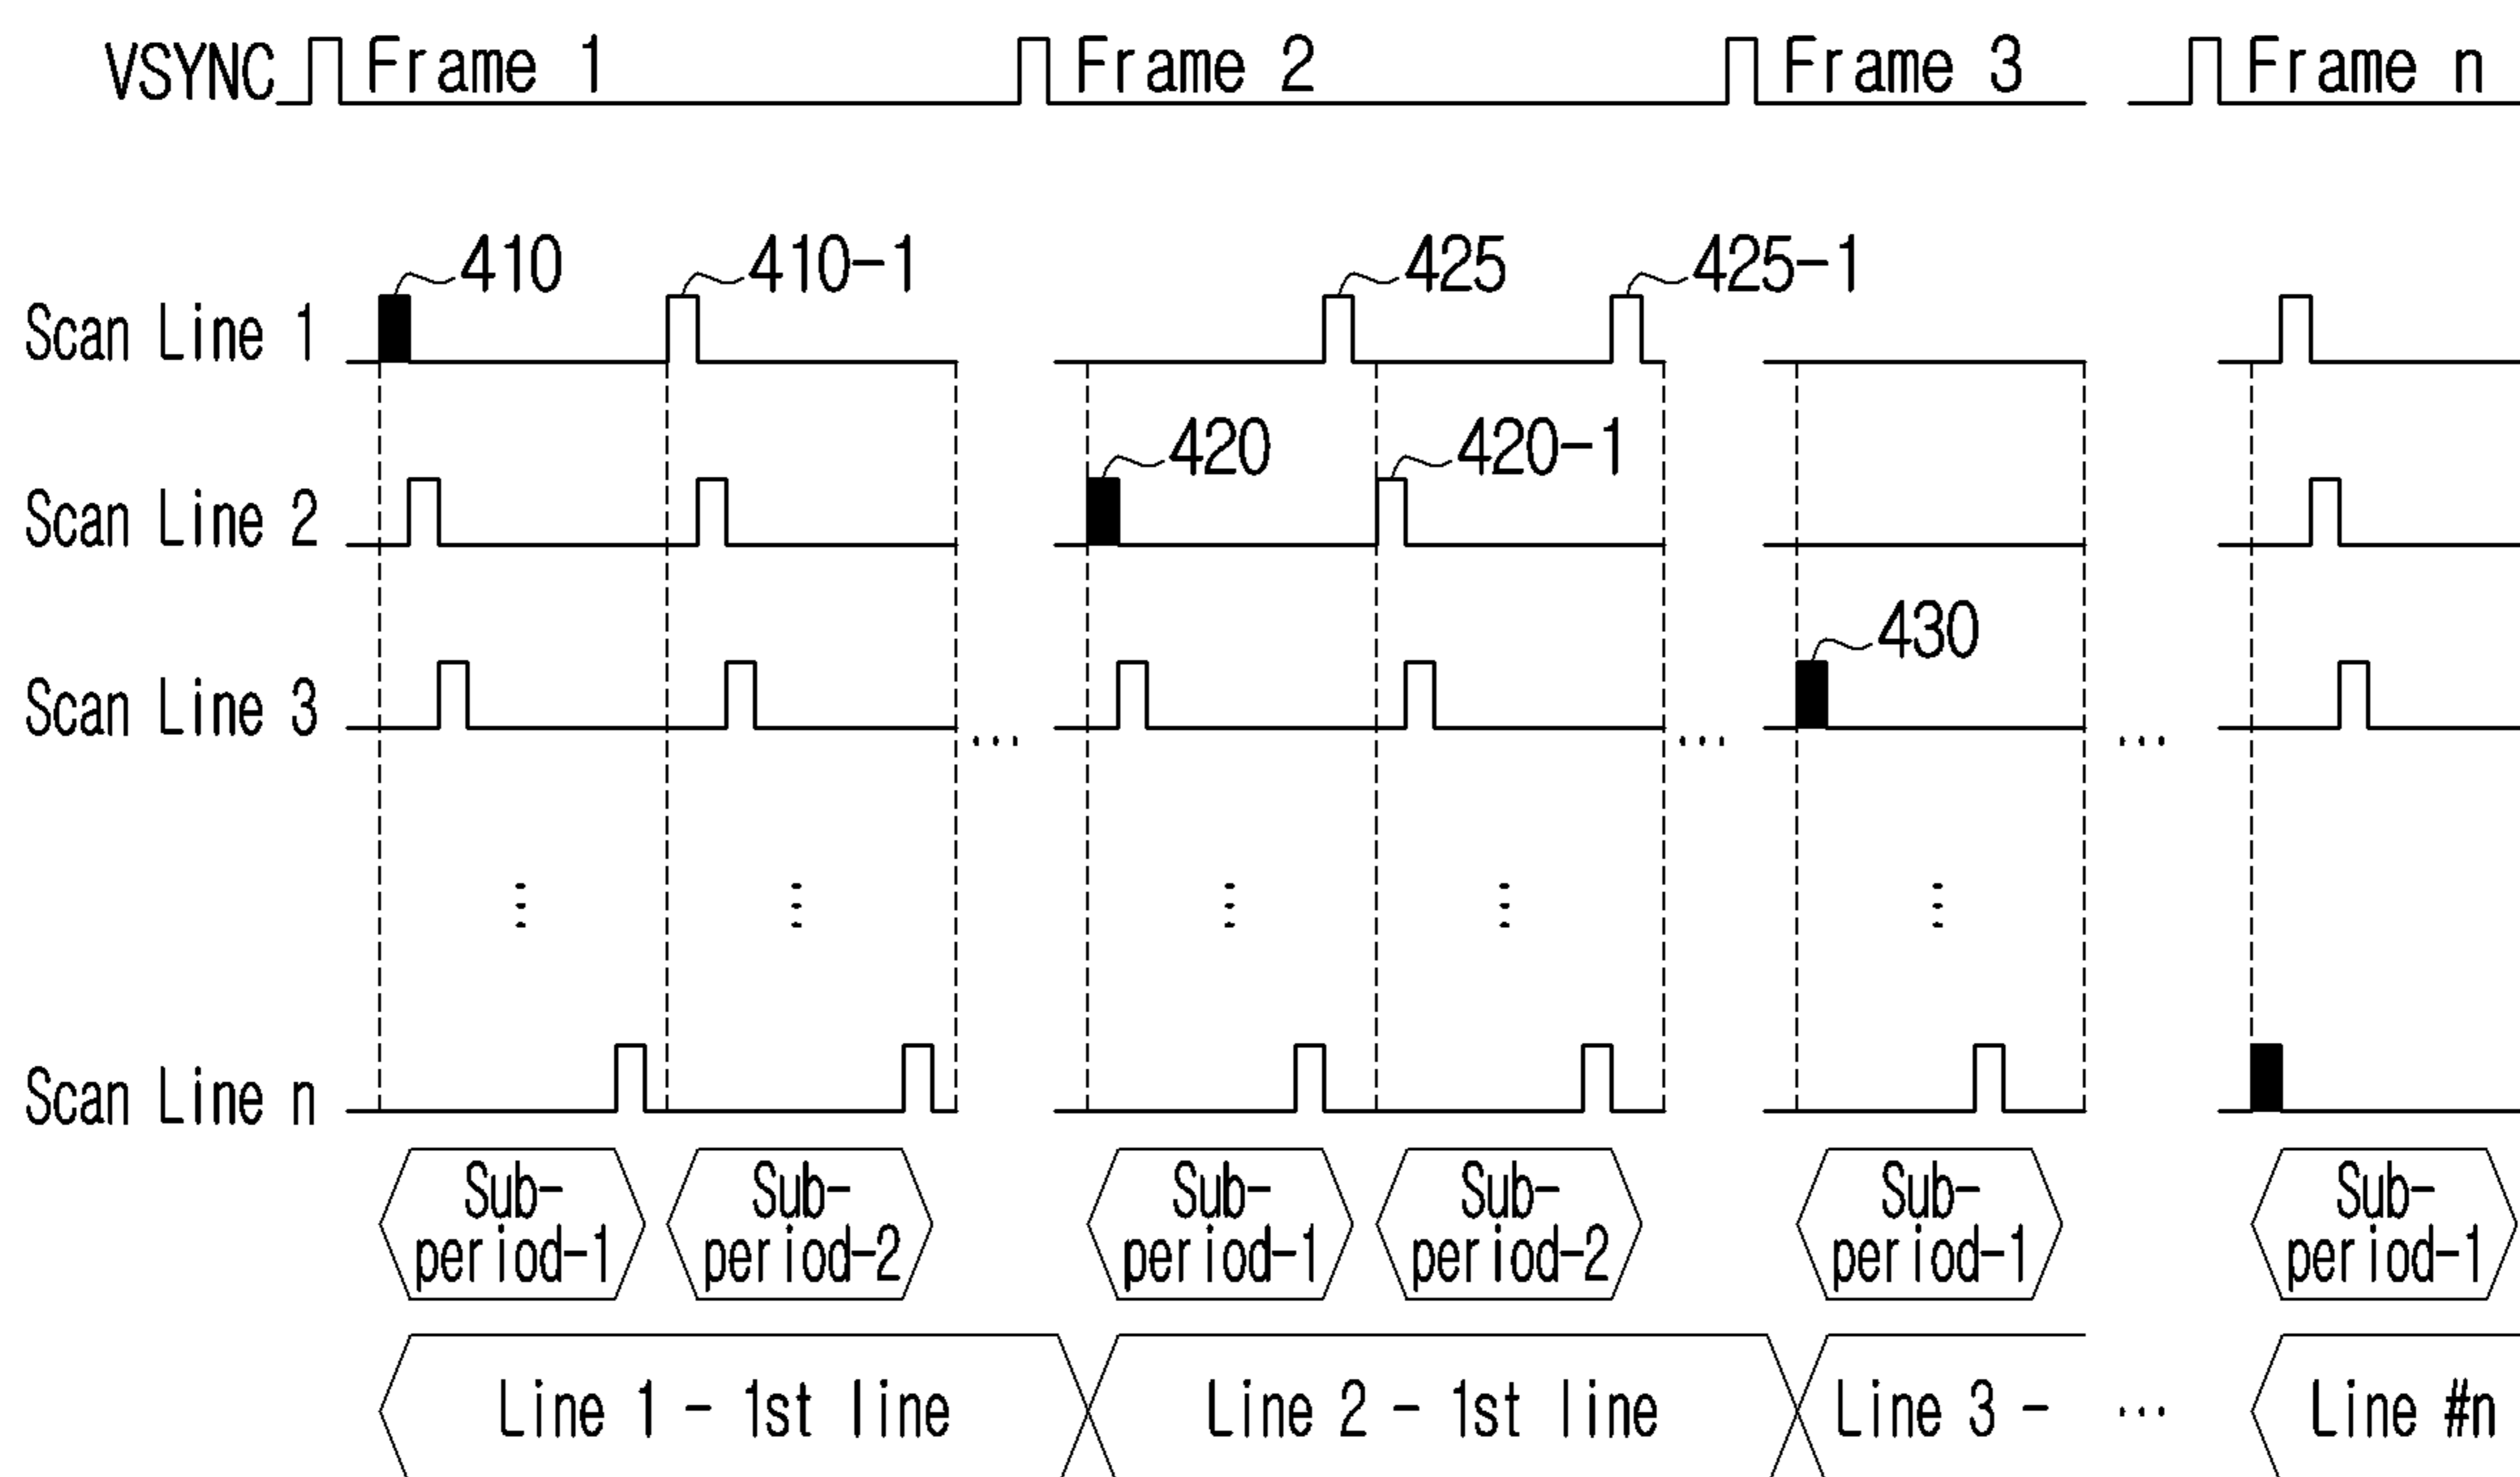 VSYNC Frame 1 Frame 2 Frame 3 Frame n
410 410-1 425 425-1
Scan Line 1
420 420-1
Scan Line 2
430
Scan Line 3
... ... ...
Scan Line n
Sub- Sub- Sub- Sub- Sub- Sub-
period-1 period-2 period-1 period-2 period-1 period-1
Line 1 - 1st line Line 2 - 1st line Line 3 - ... Line #n